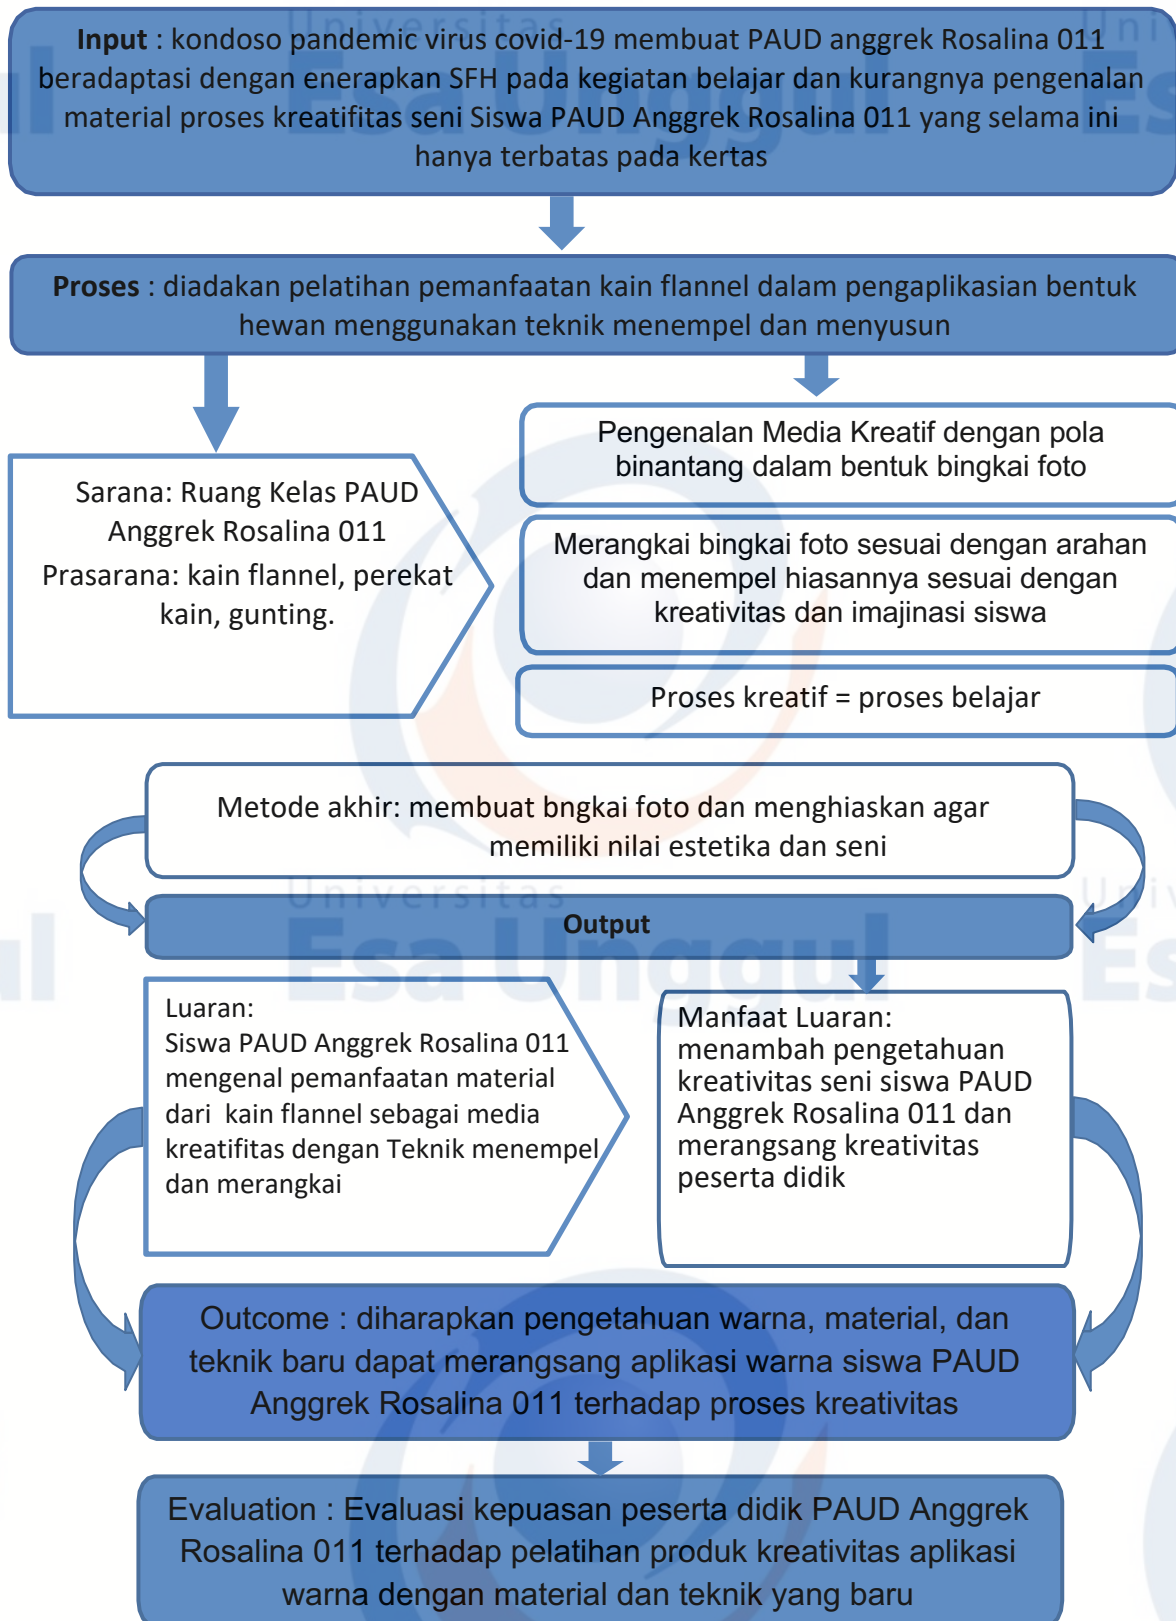 Input : kondoso pandemic virus covid-19 membuat PAUD anggrek Rosalina 011
beradaptasi dengan enerapkan SFH pada kegiatan belajar dan kurangnya pengenalan
material proses kreatifitas seni Siswa PAUD Anggrek Rosalina 011 yang selama ini
hanya terbatas pada kertas
Proses : diadakan pelatihan pemanfaatan kain flannel dalam pengaplikasian bentuk
hewan menggunakan teknik menempel dan menyusun
Sarana: Ruang Kelas PAUD
Anggrek Rosalina 011
Prasarana: kain flannel, perekat
kain, gunting.
Pengenalan Media Kreatif dengan pola
binantang dalam bentuk bingkai foto
Merangkai bingkai foto sesuai dengan arahan
dan menempel hiasannya sesuai dengan
kreativitas dan imajinasi siswa
Proses kreatif = proses belajar
Metode akhir: membuat bngkai foto dan menghiaskan agar
memiliki nilai estetika dan seni
Universitas
Esa Unggul
Output
Luaran:
Siswa PAUD Anggrek Rosalina 011
mengenal pemanfaatan material
dari  kain flannel sebagai media
kreatifitas dengan Teknik menempel
dan merangkai
Manfaat Luaran:
menambah pengetahuan
kreativitas seni siswa PAUD
Anggrek Rosalina 011 dan
merangsang kreativitas
peserta didik
Outcome : diharapkan pengetahuan warna, material, dan
teknik baru dapat merangsang aplikasi warna siswa PAUD
Anggrek Rosalina 011 terhadap proses kreativitas
Evaluation : Evaluasi kepuasan peserta didik PAUD Anggrek
Rosalina 011 terhadap pelatihan produk kreativitas aplikasi
warna dengan material dan teknik yang baru